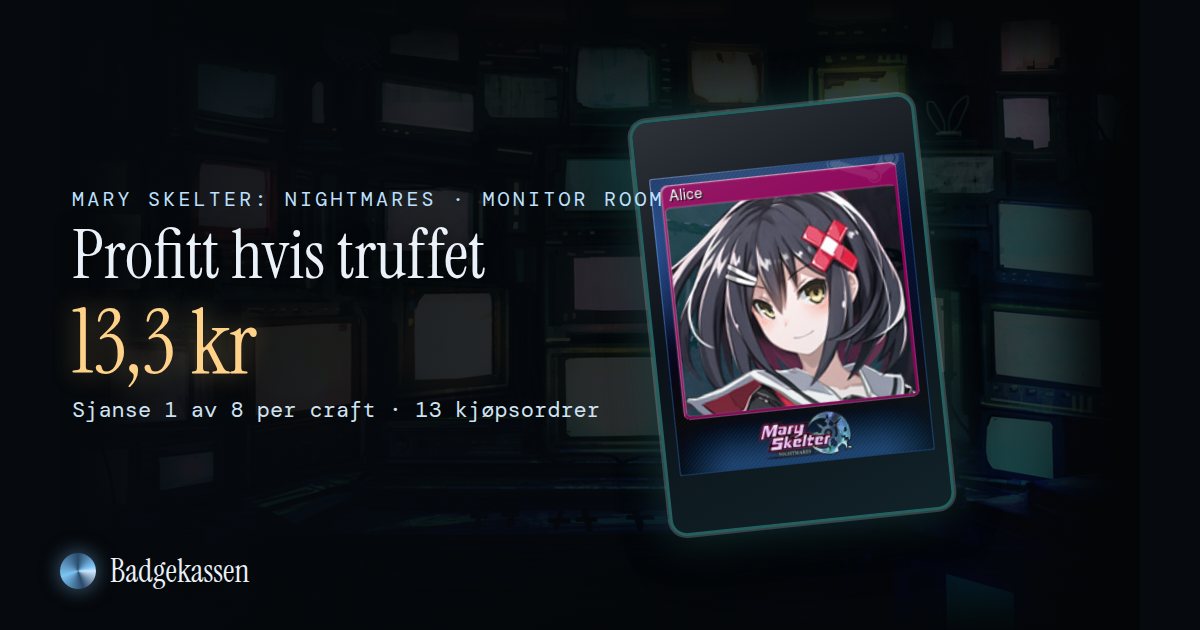 MARY SKELTER: NIGHTMARES · MONITOR ROOM
Profitt hvis truffet
13,3 kr
Sjanse 1 av 8 per craft · 13 kjøpsordrer
Alice
Mary
Skelter
NIGHTMARES
Badgekassen